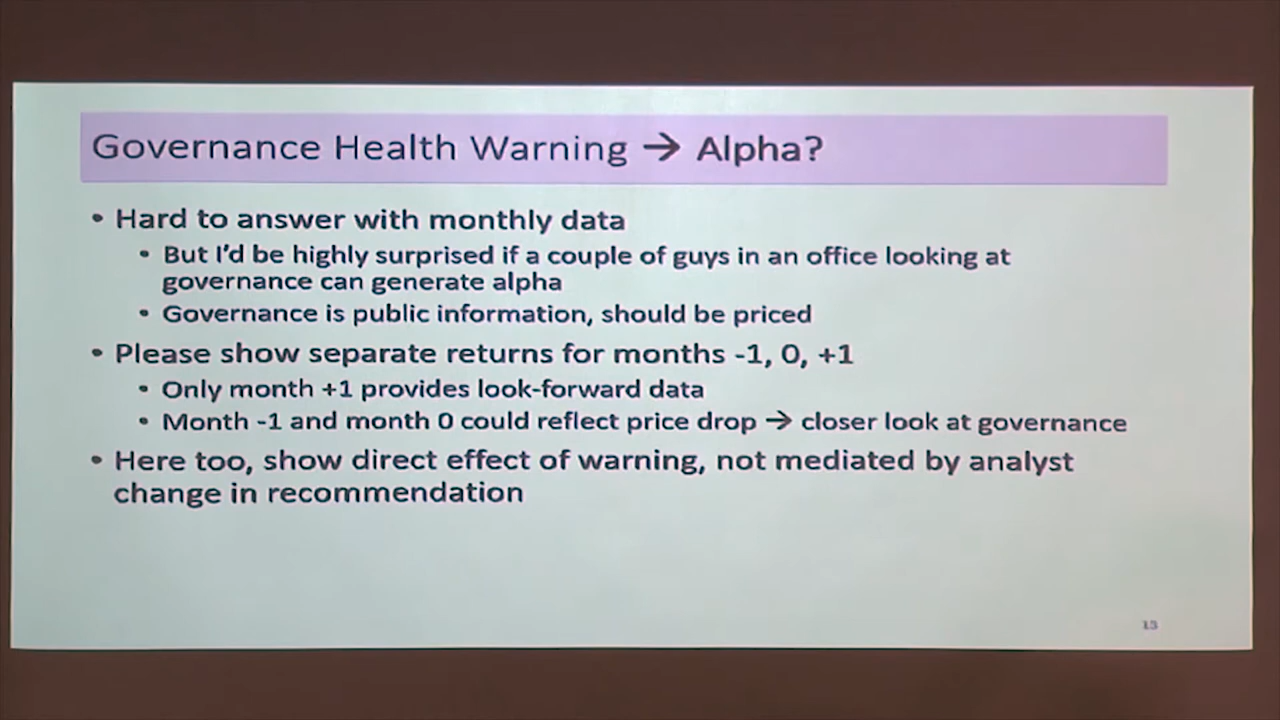 Governance Health Warning → Alpha?
• Hard to answer with monthly data
• But I'd be highly surprised if a couple of guys in an office looking at
governance can generate alpha
• Governance is public information, should be priced
• Please show separate returns for months -1, 0, +1
• Only month +1 provides look-forward data
• Month -1 and month 0 could reflect price drop → closer look at governance
• Here too, show direct effect of warning, not mediated by analyst
change in recommendation
13